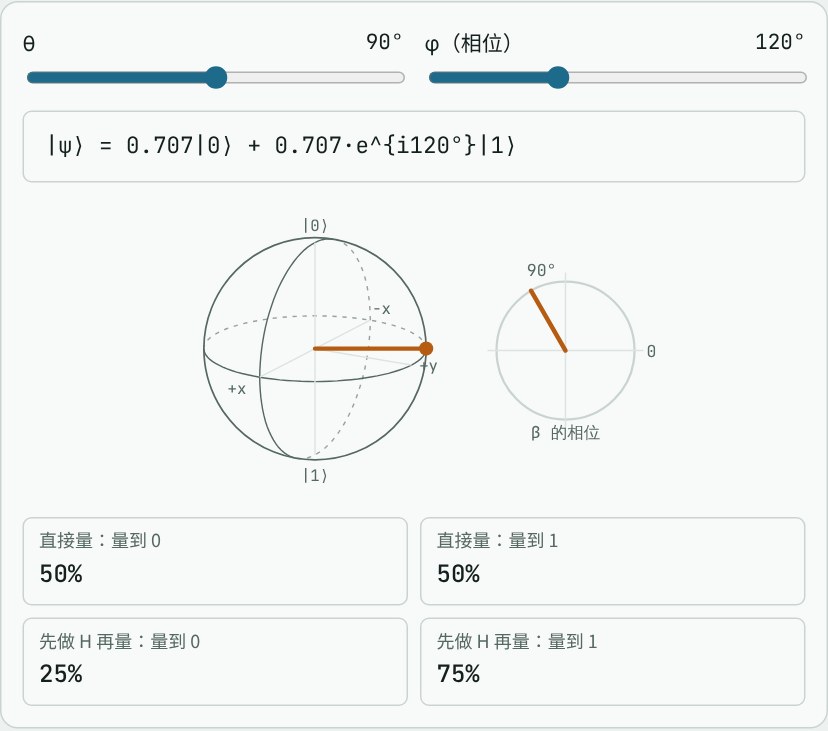 θ 90° φ（相位） 120°
|ψ⟩ = 0.707|0⟩ + 0.707·e^{i120°}|1⟩
|0⟩
90°
-x
0
+y
+x
β 的相位
|1⟩
直接量：量到 0
50%
直接量：量到 1
50%
先做 H 再量：量到 0
25%
先做 H 再量：量到 1
75%